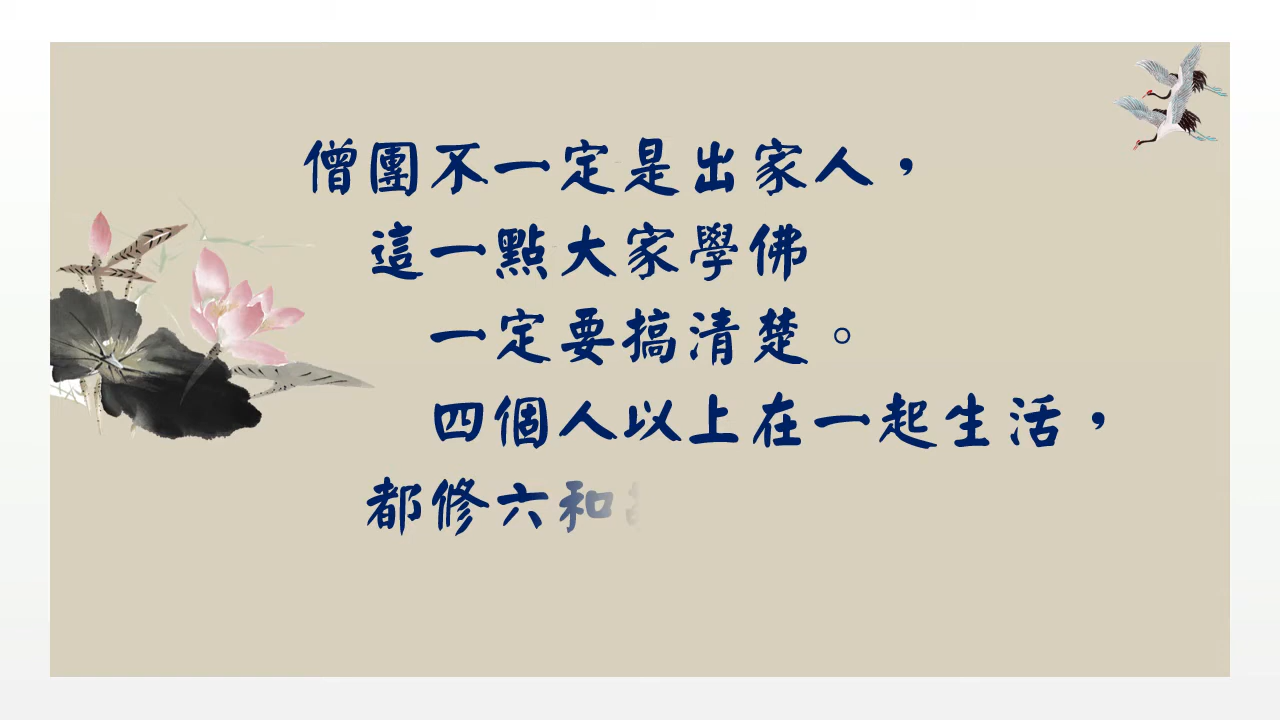 僧團不一定是出家人，
這一點大家學佛
一定要搞清楚。
四個人以上在一起生活，
都修六和